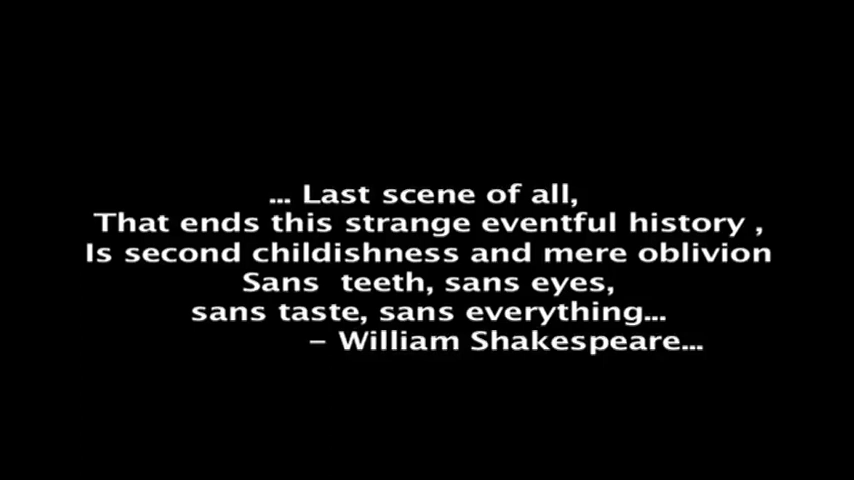 ... Last scene of all,
That ends this strange eventful history ,
Is second childishness and mere oblivion
Sans  teeth, sans eyes,
sans taste, sans everything...
– William Shakespeare...